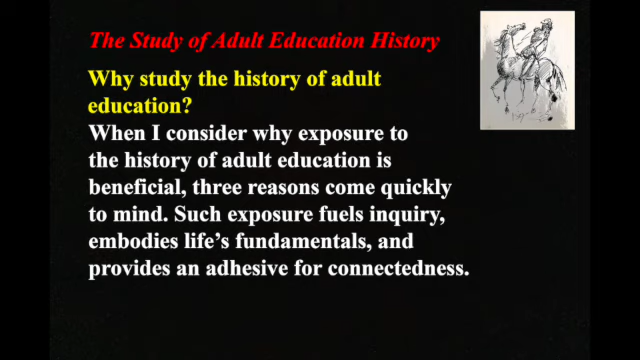 The Study of Adult Education History
Why study the history of adult
education?
When I consider why exposure to
the history of adult education is
beneficial, three reasons come quickly
to mind. Such exposure fuels inquiry,
embodies life's fundamentals, and
provides an adhesive for connectedness.